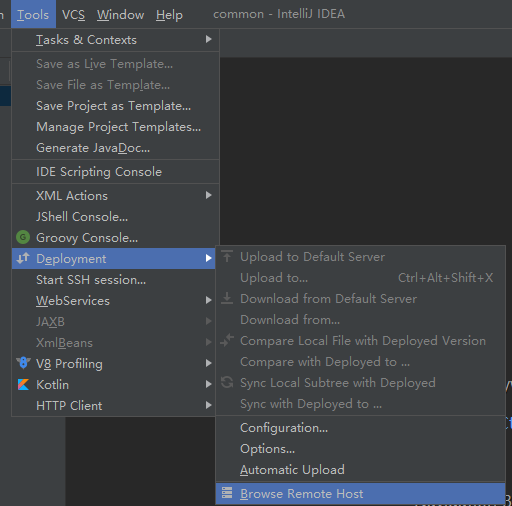 Tools VCS Window Help common - IntelliJ IDEA
Tasks & Contexts
Save as Live Template...
Save File as Template...
Save Project as Template...
Manage Project Templates...
Generate JavaDoc...
IDE Scripting Console
XML Actions
JShell Console...
Groovy Console...
Deployment
Start SSH session...
WebServices
JAXB
XmlBeans
V8 Profiling
Kotlin
HTTP Client
Upload to Default Server
Upload to... Ctrl+Alt+Shift+X
Download from Default Server
Download from...
Compare Local File with Deployed Version
Compare with Deployed to ...
Sync Local Subtree with Deployed
Sync with Deployed to ...
Configuration...
Options...
Automatic Upload
Browse Remote Host